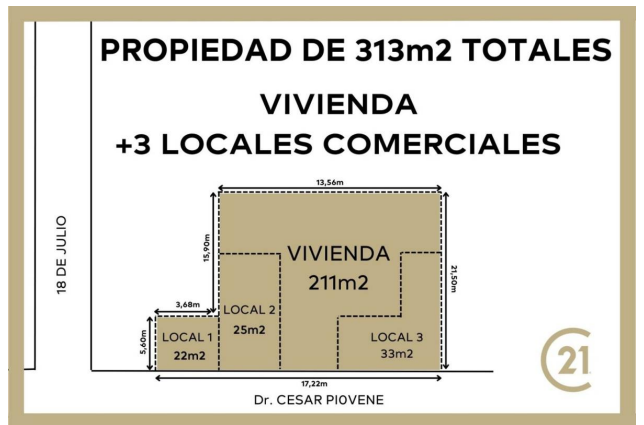 PROPIEDAD DE 313m2 TOTALES
VIVIENDA
+3 LOCALES COMERCIALES
13,56m
18 DE JULIO
15,90m
VIVIENDA
211m2
21,50m
3,68m
5,60m
LOCAL 1
22m2
LOCAL 2
25m2
LOCAL 3
33m2
17,22m
Dr. CESAR PIOVENE
C21